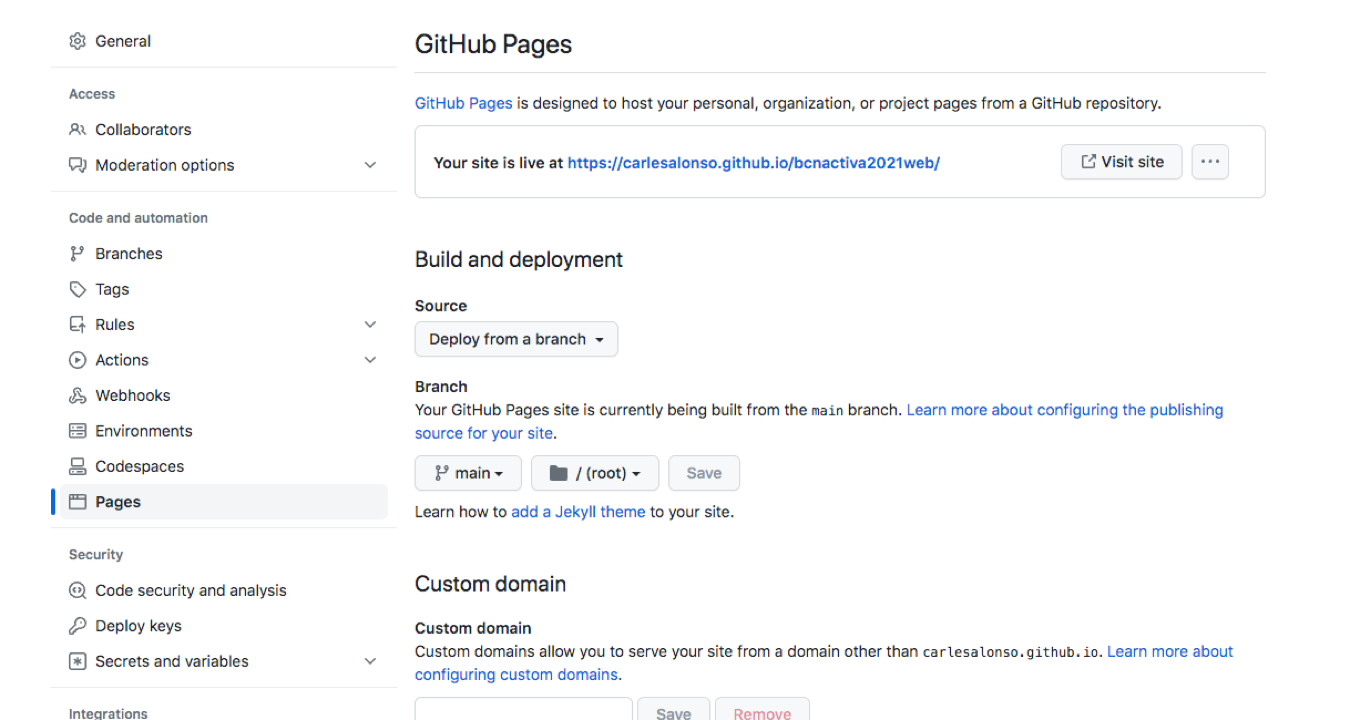 General
Access
Collaborators
Moderation options
Code and automation
Branches
Tags
Rules
Actions
Webhooks
Environments
Codespaces
Pages
Security
Code security and analysis
Deploy keys
Secrets and variables
Integrations
GitHub Pages
GitHub Pages is designed to host your personal, organization, or project pages from a GitHub repository.
Your site is live at https://carlesalonso.github.io/bcnactiva2021web/
Visit site
Build and deployment
Source
Deploy from a branch
Branch
Your GitHub Pages site is currently being built from the main branch. Learn more about configuring the publishing
source for your site.
main / (root) Save
Learn how to add a Jekyll theme to your site.
Custom domain
Custom domain
Custom domains allow you to serve your site from a domain other than carlesalonso.github.io. Learn more about
configuring custom domains.
Save Remove